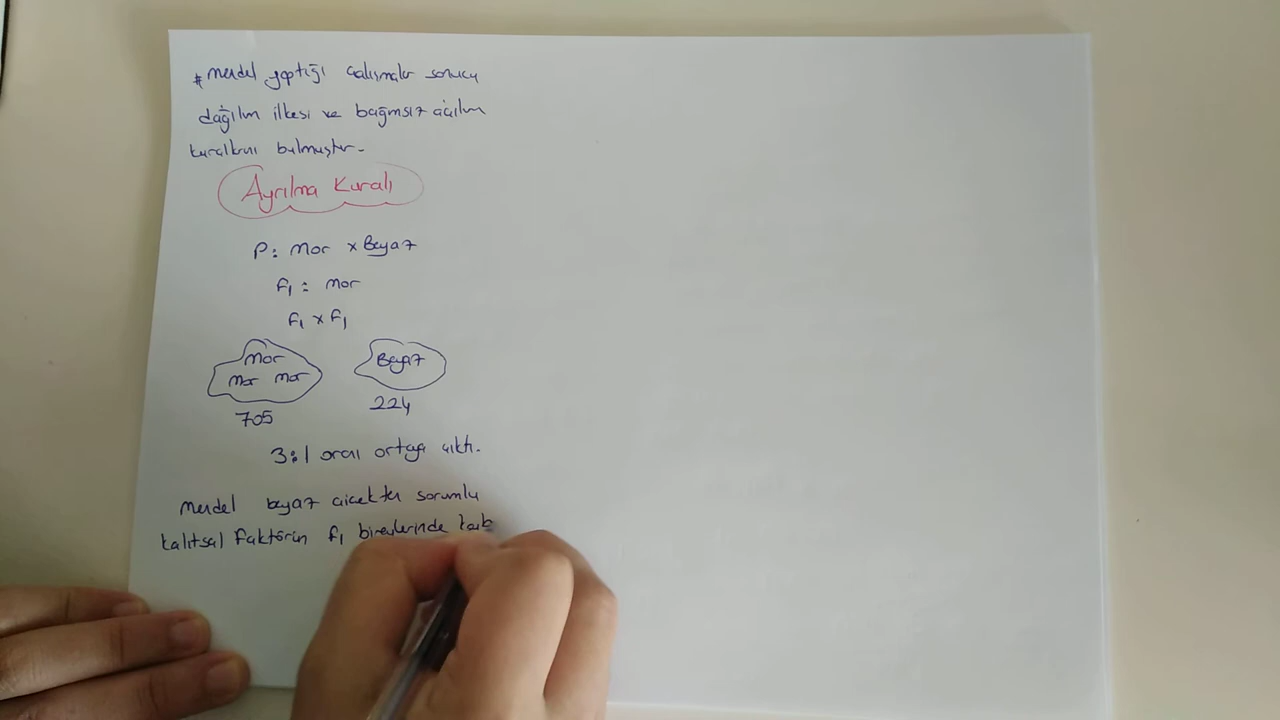 # Mendel yaptığı çalışmalar sonucu
dağılım ilkesi ve bağımsız açılım
kurallarını bulmuştur.
Ayrılma Kuralı
P: Mor x Beyaz
F1 : Mor
F1 x F1
Mor
Mor Mor
Beyaz
705
224
3:1 oranı ortaya çıktı.
Mendel beyaz çiçekten sorumlu
kalıtsal faktörün F1 bireylerinde kayb